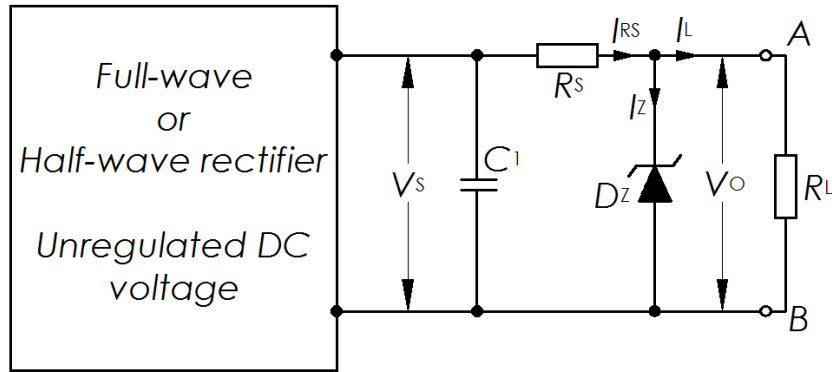 Full-wave
or
Half-wave rectifier
Unregulated DC
voltage
VS
C1
RS
IRS
IL
IZ
DZ
VO
A
RL
B